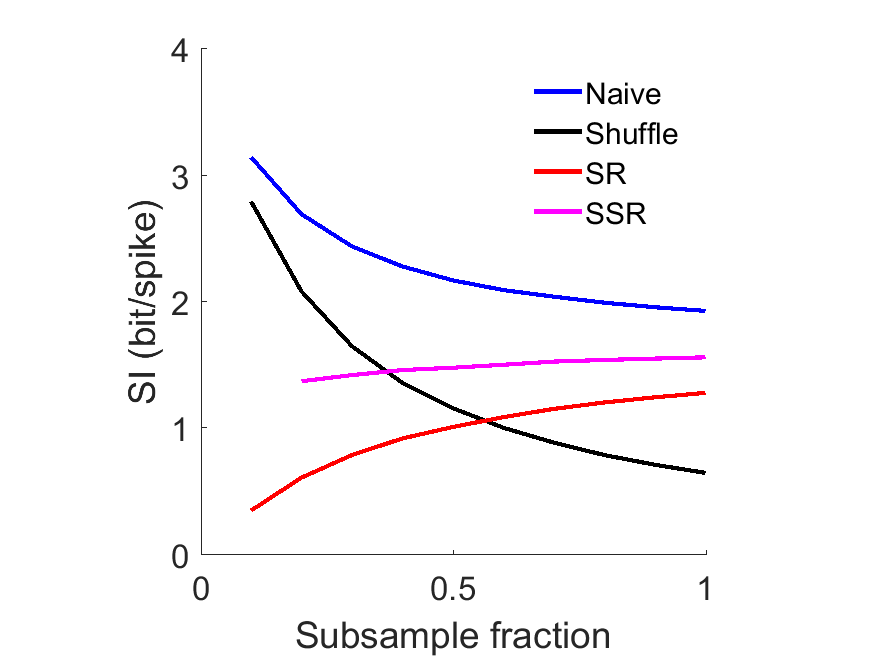 4
3
2
1
0
0
0.5
1
SI (bit/spike)
Subsample fraction
Naive
Shuffle
SR
SSR